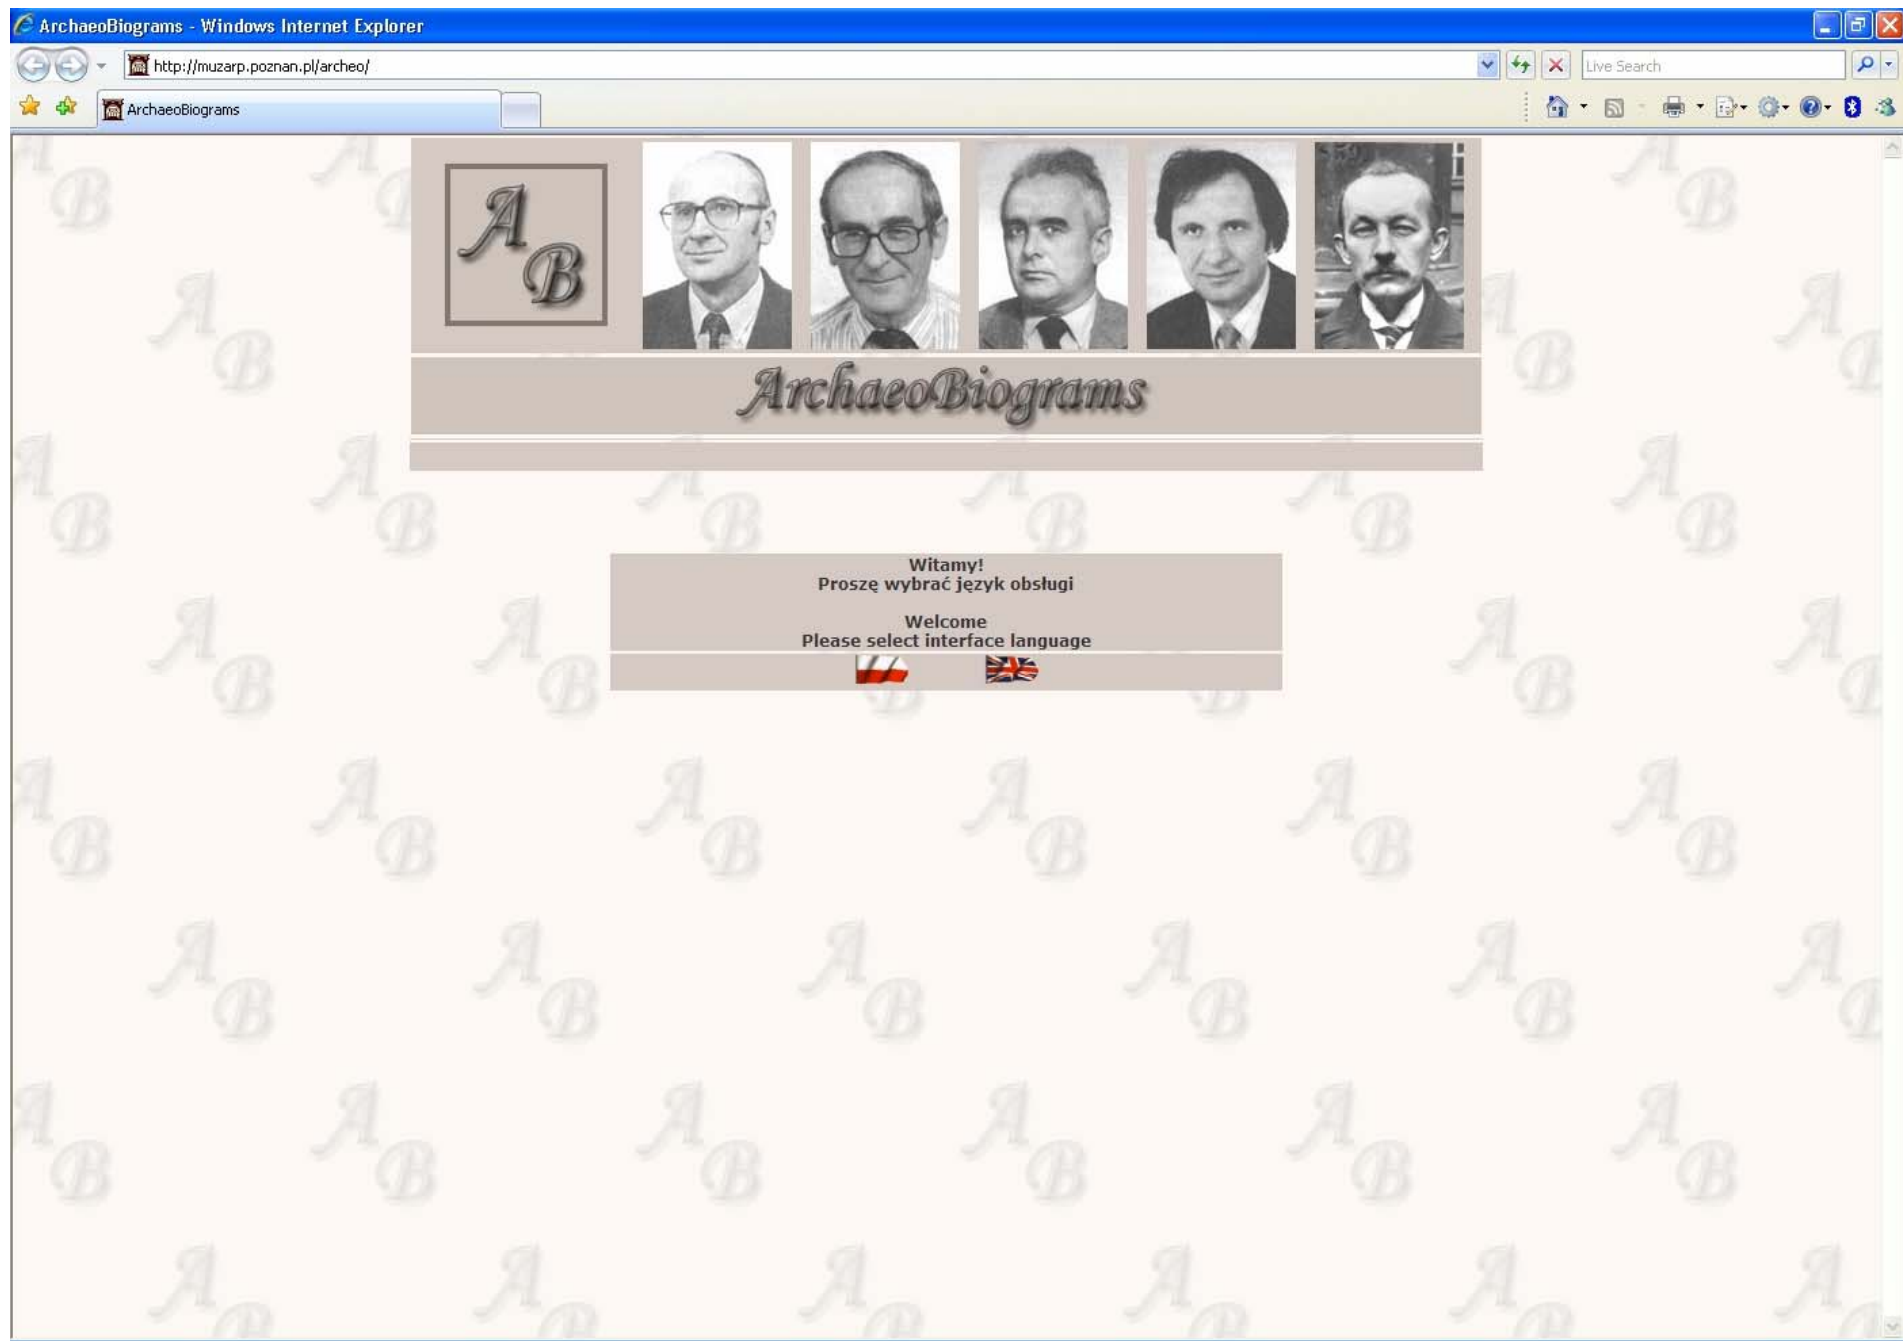 ArchaeoBiograms - Windows Internet Explorer
http://muzarp.poznan.pl/archeo/
Live Search
ArchaeoBiograms
A
B
ArchaeoBiograms
Witamy!
Proszę wybrać język obsługi
Welcome
Please select interface language